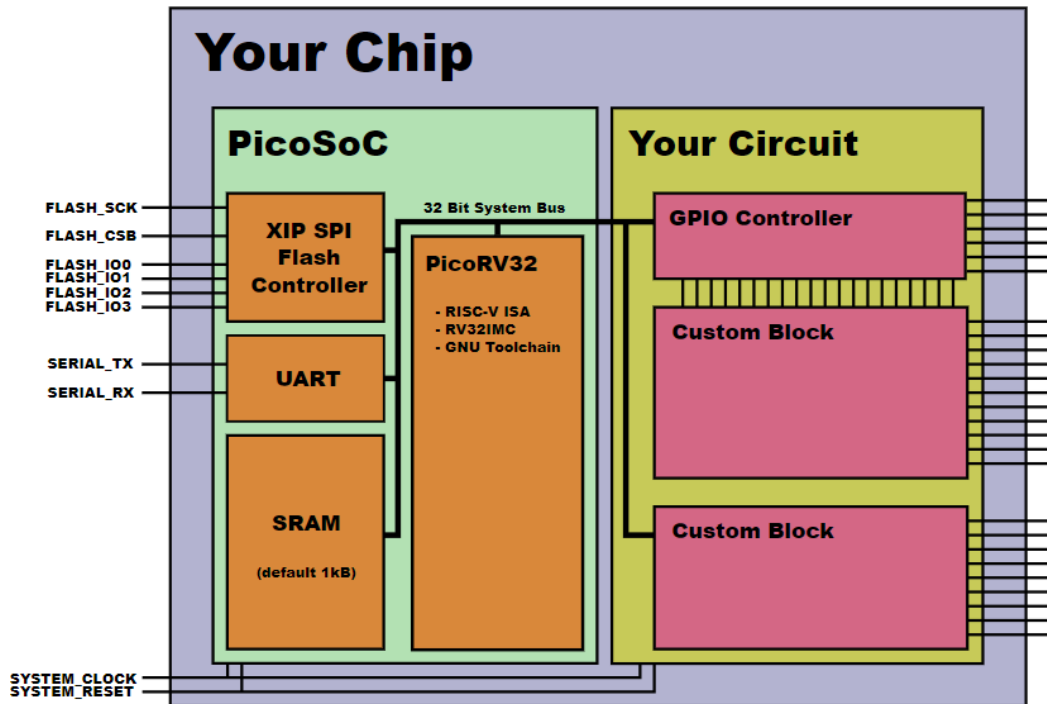 Your Chip
PicoSoC
Your Circuit
FLASH_SCK
FLASH_CSB
FLASH_IO0
FLASH_IO1
FLASH_IO2
FLASH_IO3
XIP SPI
Flash
Controller
32 Bit System Bus
PicoRV32
- RISC-V ISA
- RV32IMC
- GNU Toolchain
GPIO Controller
Custom Block
SERIAL_TX
SERIAL_RX
UART
SRAM
(default 1kB)
Custom Block
SYSTEM_CLOCK
SYSTEM_RESET